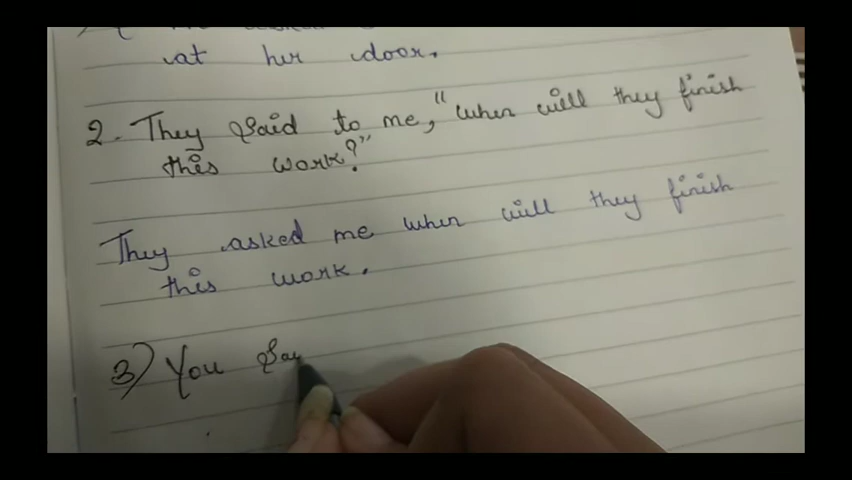 at her door.
2. They said to me, "when will they finish
this work?"
They asked me when will they finish
this work.
3) You